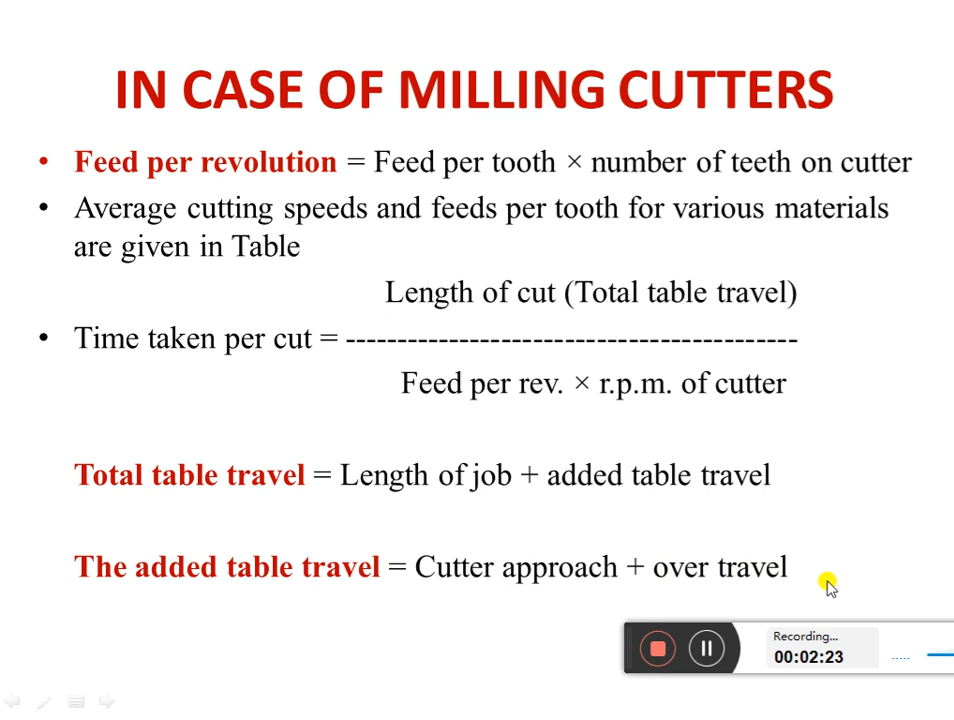 IN CASE OF MILLING CUTTERS
• Feed per revolution = Feed per tooth × number of teeth on cutter
• Average cutting speeds and feeds per tooth for various materials
are given in Table
Length of cut (Total table travel)
• Time taken per cut = -------------------------------------------
Feed per rev. × r.p.m. of cutter
Total table travel = Length of job + added table travel
The added table travel = Cutter approach + over travel
Recording...
00:02:23